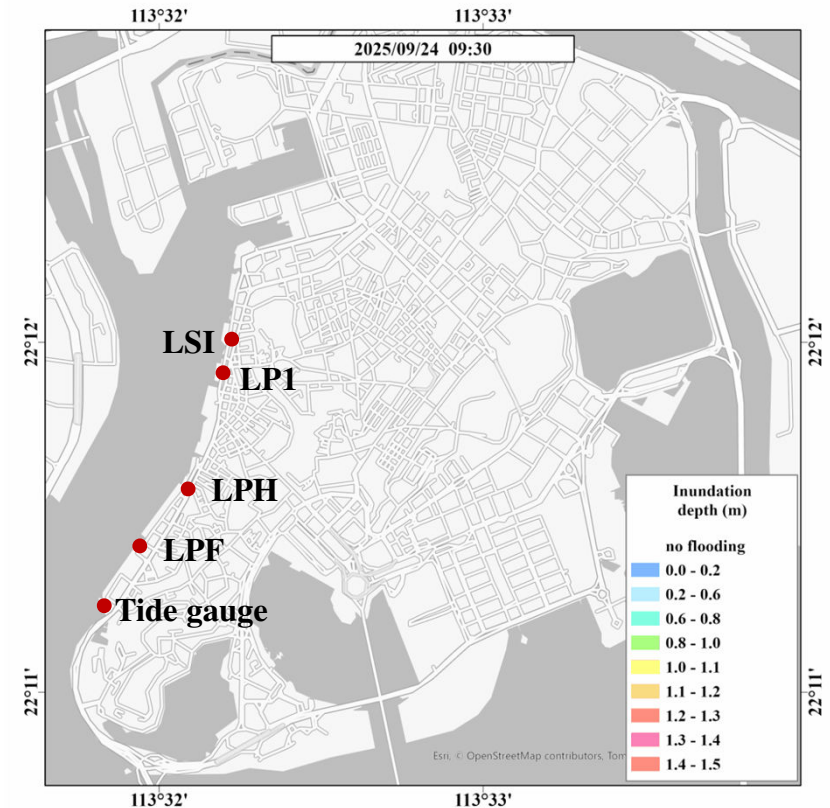 113°32'
113°33'
2025/09/24 09:30
22°12'
22°12'
LSI
LP1
LPH
LPF
Tide gauge
22°11'
22°11'
Inundation
depth (m)
no flooding
0.0 - 0.2
0.2 - 0.6
0.6 - 0.8
0.8 - 1.0
1.0 - 1.1
1.1 - 1.2
1.2 - 1.3
1.3 - 1.4
1.4 - 1.5
Esri, © OpenStreetMap contributors, Tom
113°32'
113°33'